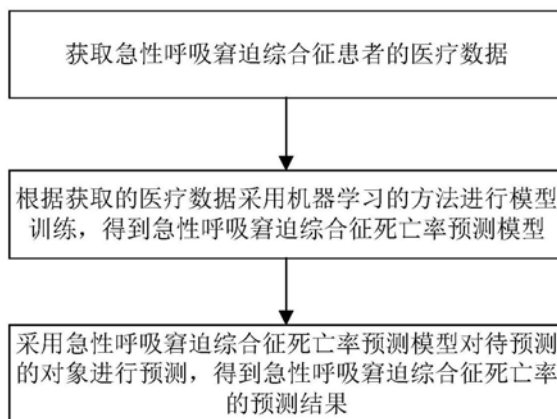 获取急性呼吸窘迫综合征患者的医疗数据
根据获取的医疗数据采用机器学习的方法进行模型
训练，得到急性呼吸窘迫综合征死亡率预测模型
采用急性呼吸窘迫综合征死亡率预测模型对待预测
的对象进行预测，得到急性呼吸窘迫综合征死亡率
的预测结果